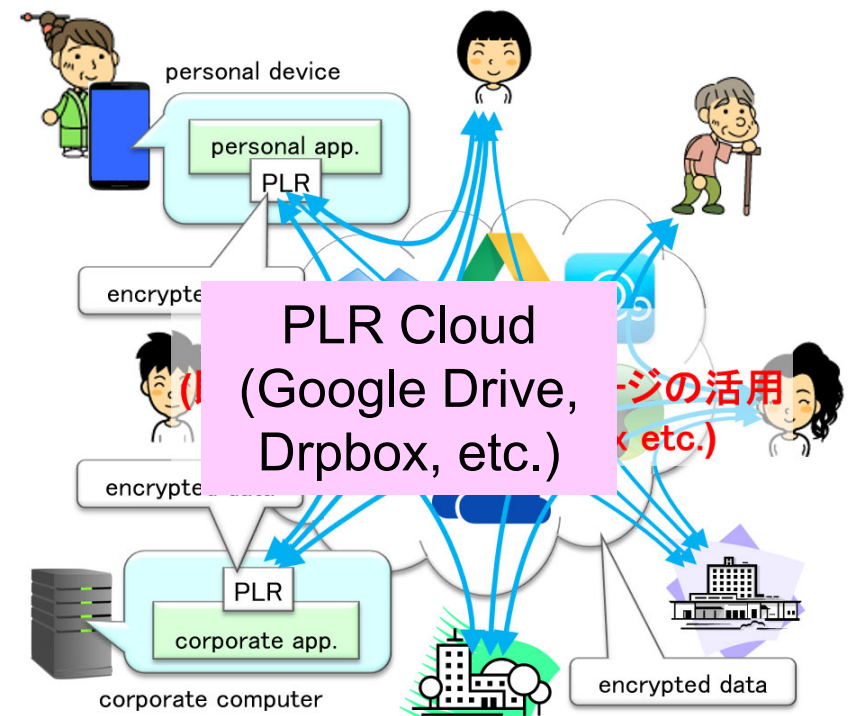 personal device
personal app.
PLR
PLR Cloud
(Google Drive,
Drpbox, etc.)
ージの活用
etc.)
encrypted data
PLR
corporate app.
corporate computer
encrypted data